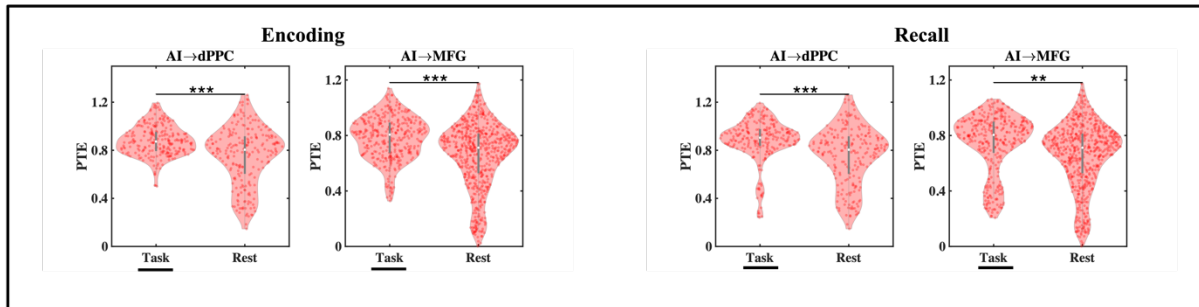 Encoding
Recall
AI→dPPC
AI→MFG
AI→dPPC
AI→MFG
PTE
1.2
0.8
0.4
0
***
Task
Rest
PTE
1.2
0.8
0.4
0
***
Task
Rest
PTE
1.2
0.8
0.4
0
***
Task
Rest
PTE
1.2
0.8
0.4
0
**
Task
Rest